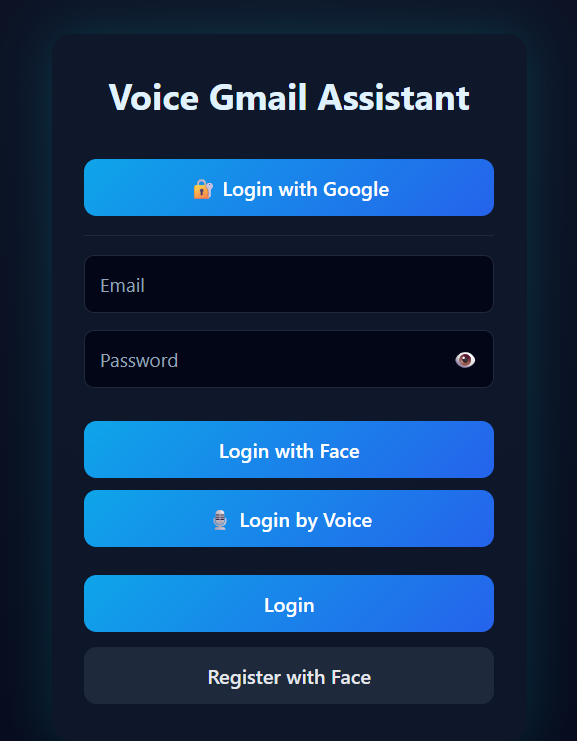 Voice Gmail Assistant
🔐 Login with Google
Email
Password
Login with Face
🎙️ Login by Voice
Login
Register with Face